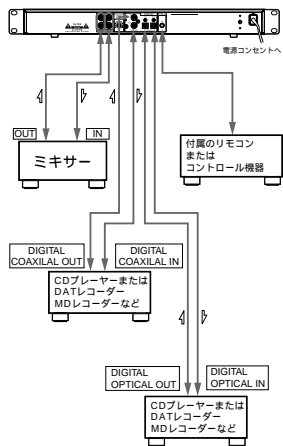 電源コンセントへ
OUT
IN
ミキサー
付属のリモコン
または
コントロール機器
DIGITAL
COAXILAL OUT
DIGITAL
COAXILAL IN
CDプレーヤーまたは
DATレコーダー
MDレコーダーなど
DIGITAL
OPTICAL OUT
DIGITAL
OPTICAL IN
CDプレーヤーまたは
DATレコーダー
MDレコーダーなど